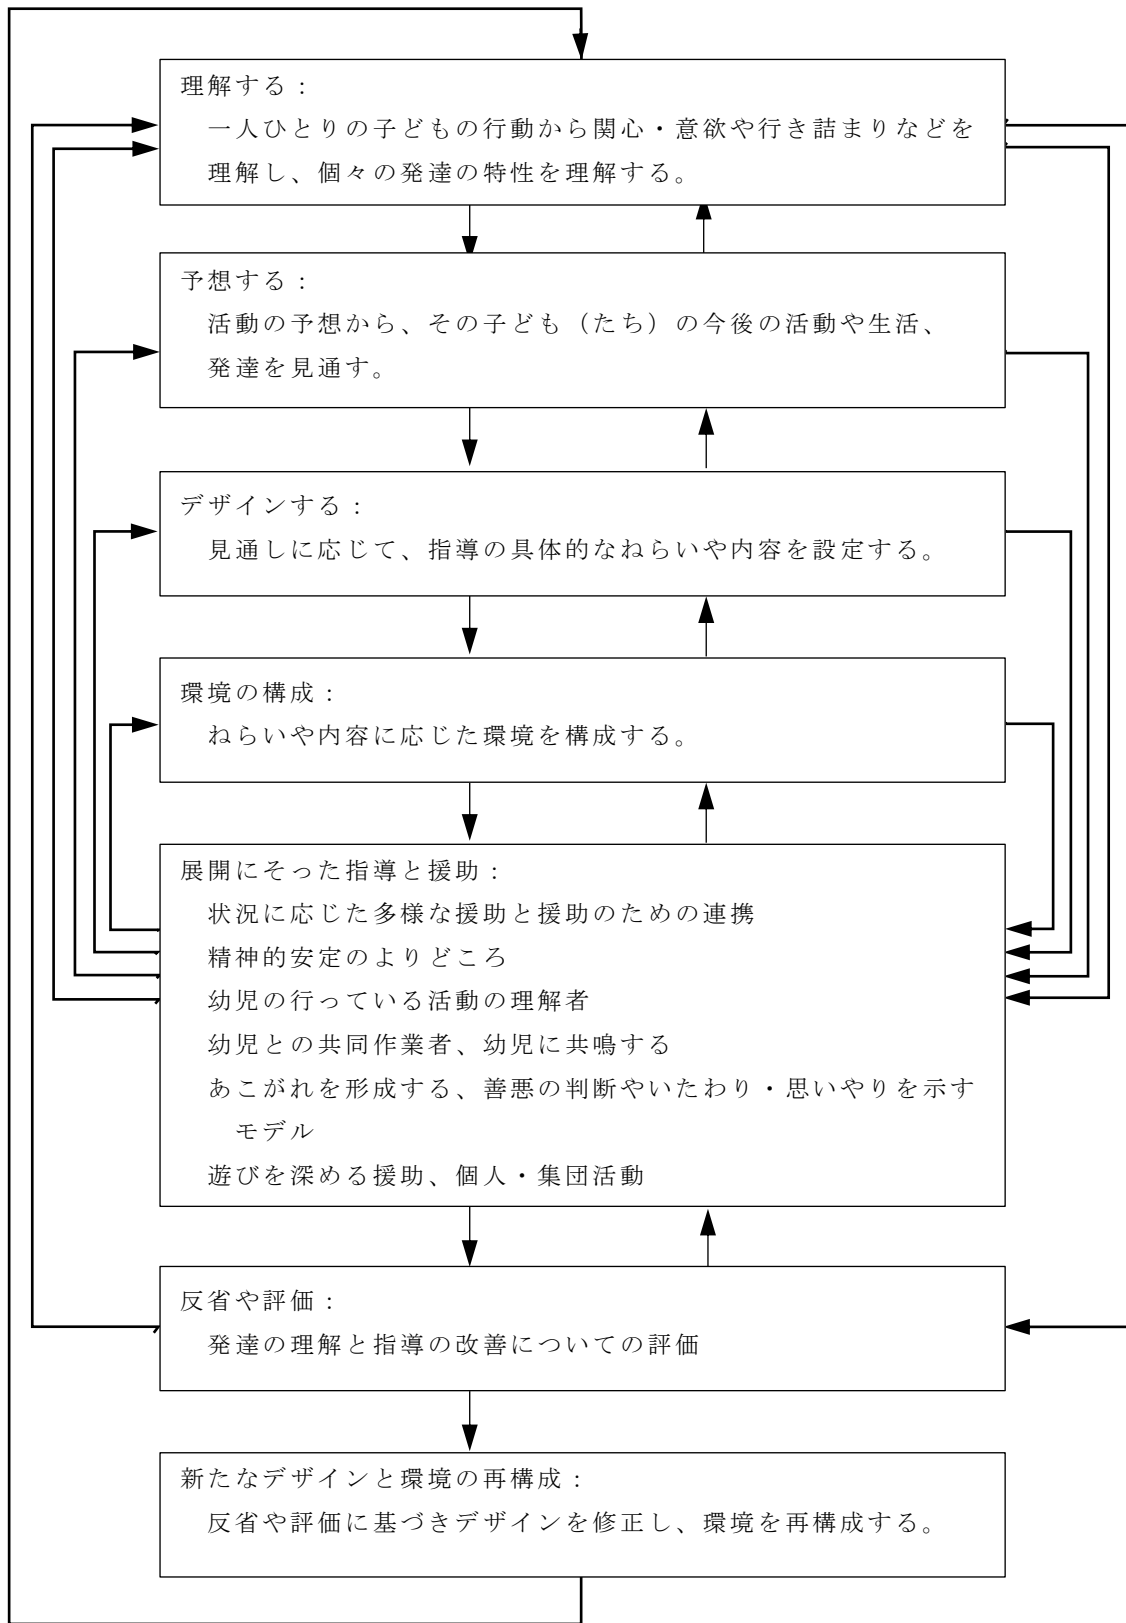 理解する：
一人ひとりの子どもの行動から関心・意欲や行き詰まりなどを
理解し、個々の発達の特性を理解する。
予想する：
活動の予想から、その子ども（たち）の今後の活動や生活、
発達を見通す。
デザインする：
見通しに応じて、指導の具体的なねらいや内容を設定する。
環境の構成：
ねらいや内容に応じた環境を構成する。
展開にそった指導と援助：
状況に応じた多様な援助と援助のための連携
精神的安定のよりどころ
幼児の行っている活動の理解者
幼児との共同作業者、幼児に共鳴する
あこがれを形成する、善悪の判断やいたわり・思いやりを示す
モデル
遊びを深める援助、個人・集団活動
反省や評価：
発達の理解と指導の改善についての評価
新たなデザインと環境の再構成：
反省や評価に基づきデザインを修正し、環境を再構成する。